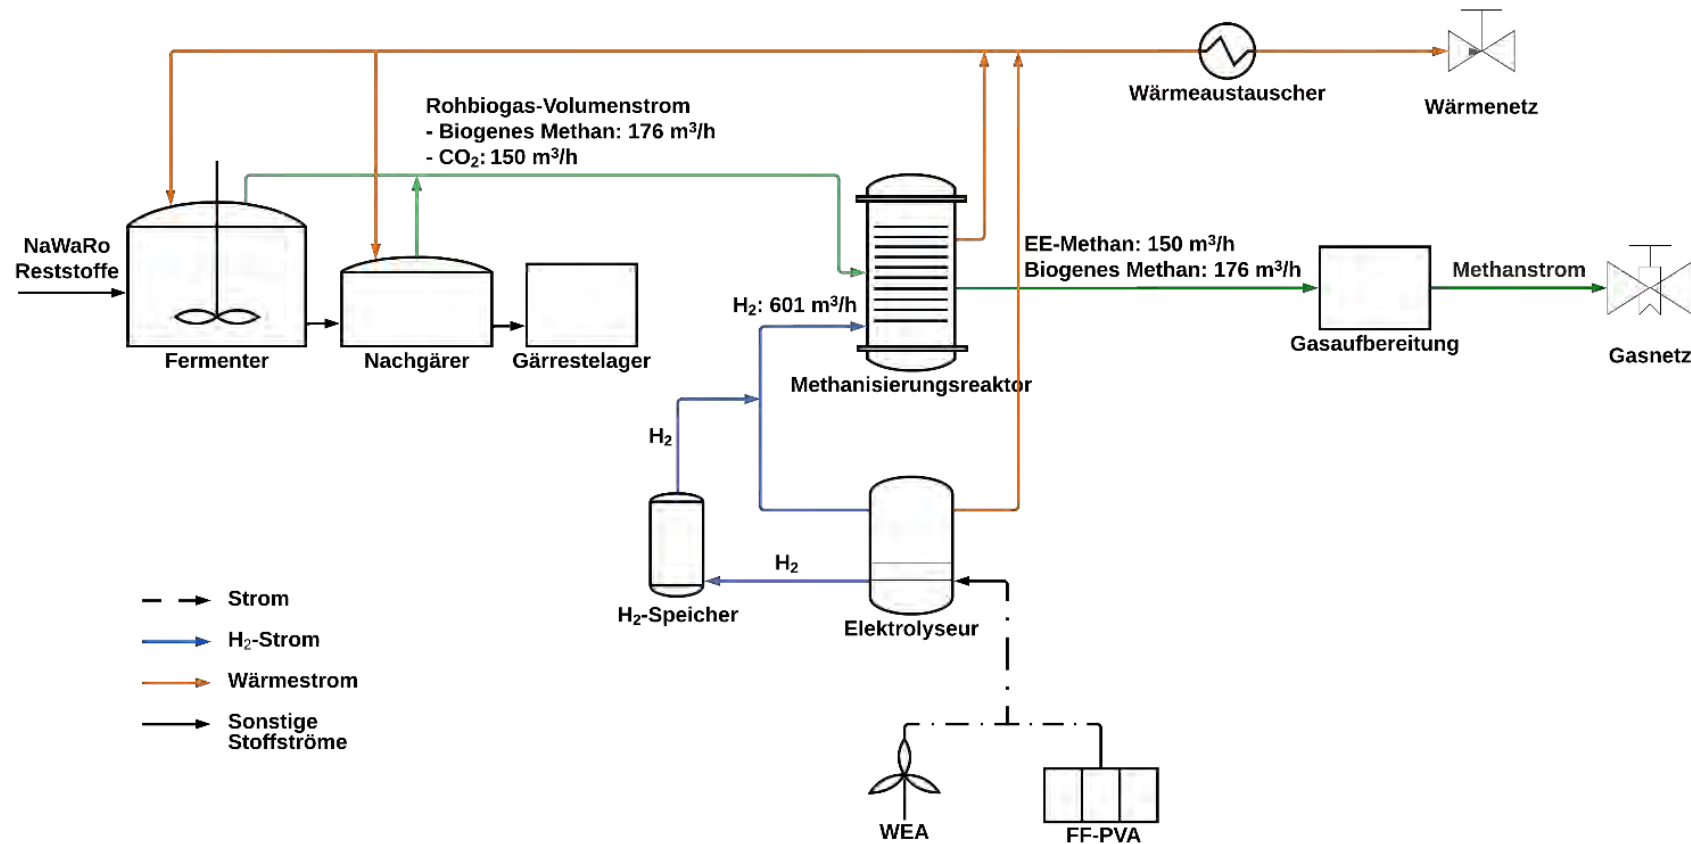 Wärmeaustauscher
Wärmenetz
Rohbiogas-Volumenstrom
- Biogenes Methan: 176 m³/h
- CO₂: 150 m³/h
NaWaRo
Reststoffe
EE-Methan: 150 m³/h
Biogenes Methan: 176 m³/h
Methanstrom
H₂: 601 m³/h
Fermenter
Nachgärer
Gärrestelager
Gasaufbereitung
Gasnetz
Methanisierungsreaktor
H₂
H₂
H₂-Speicher
Elektrolyseur
Strom
H₂-Strom
Wärmestrom
Sonstige
Stoffströme
WEA
FF-PVA